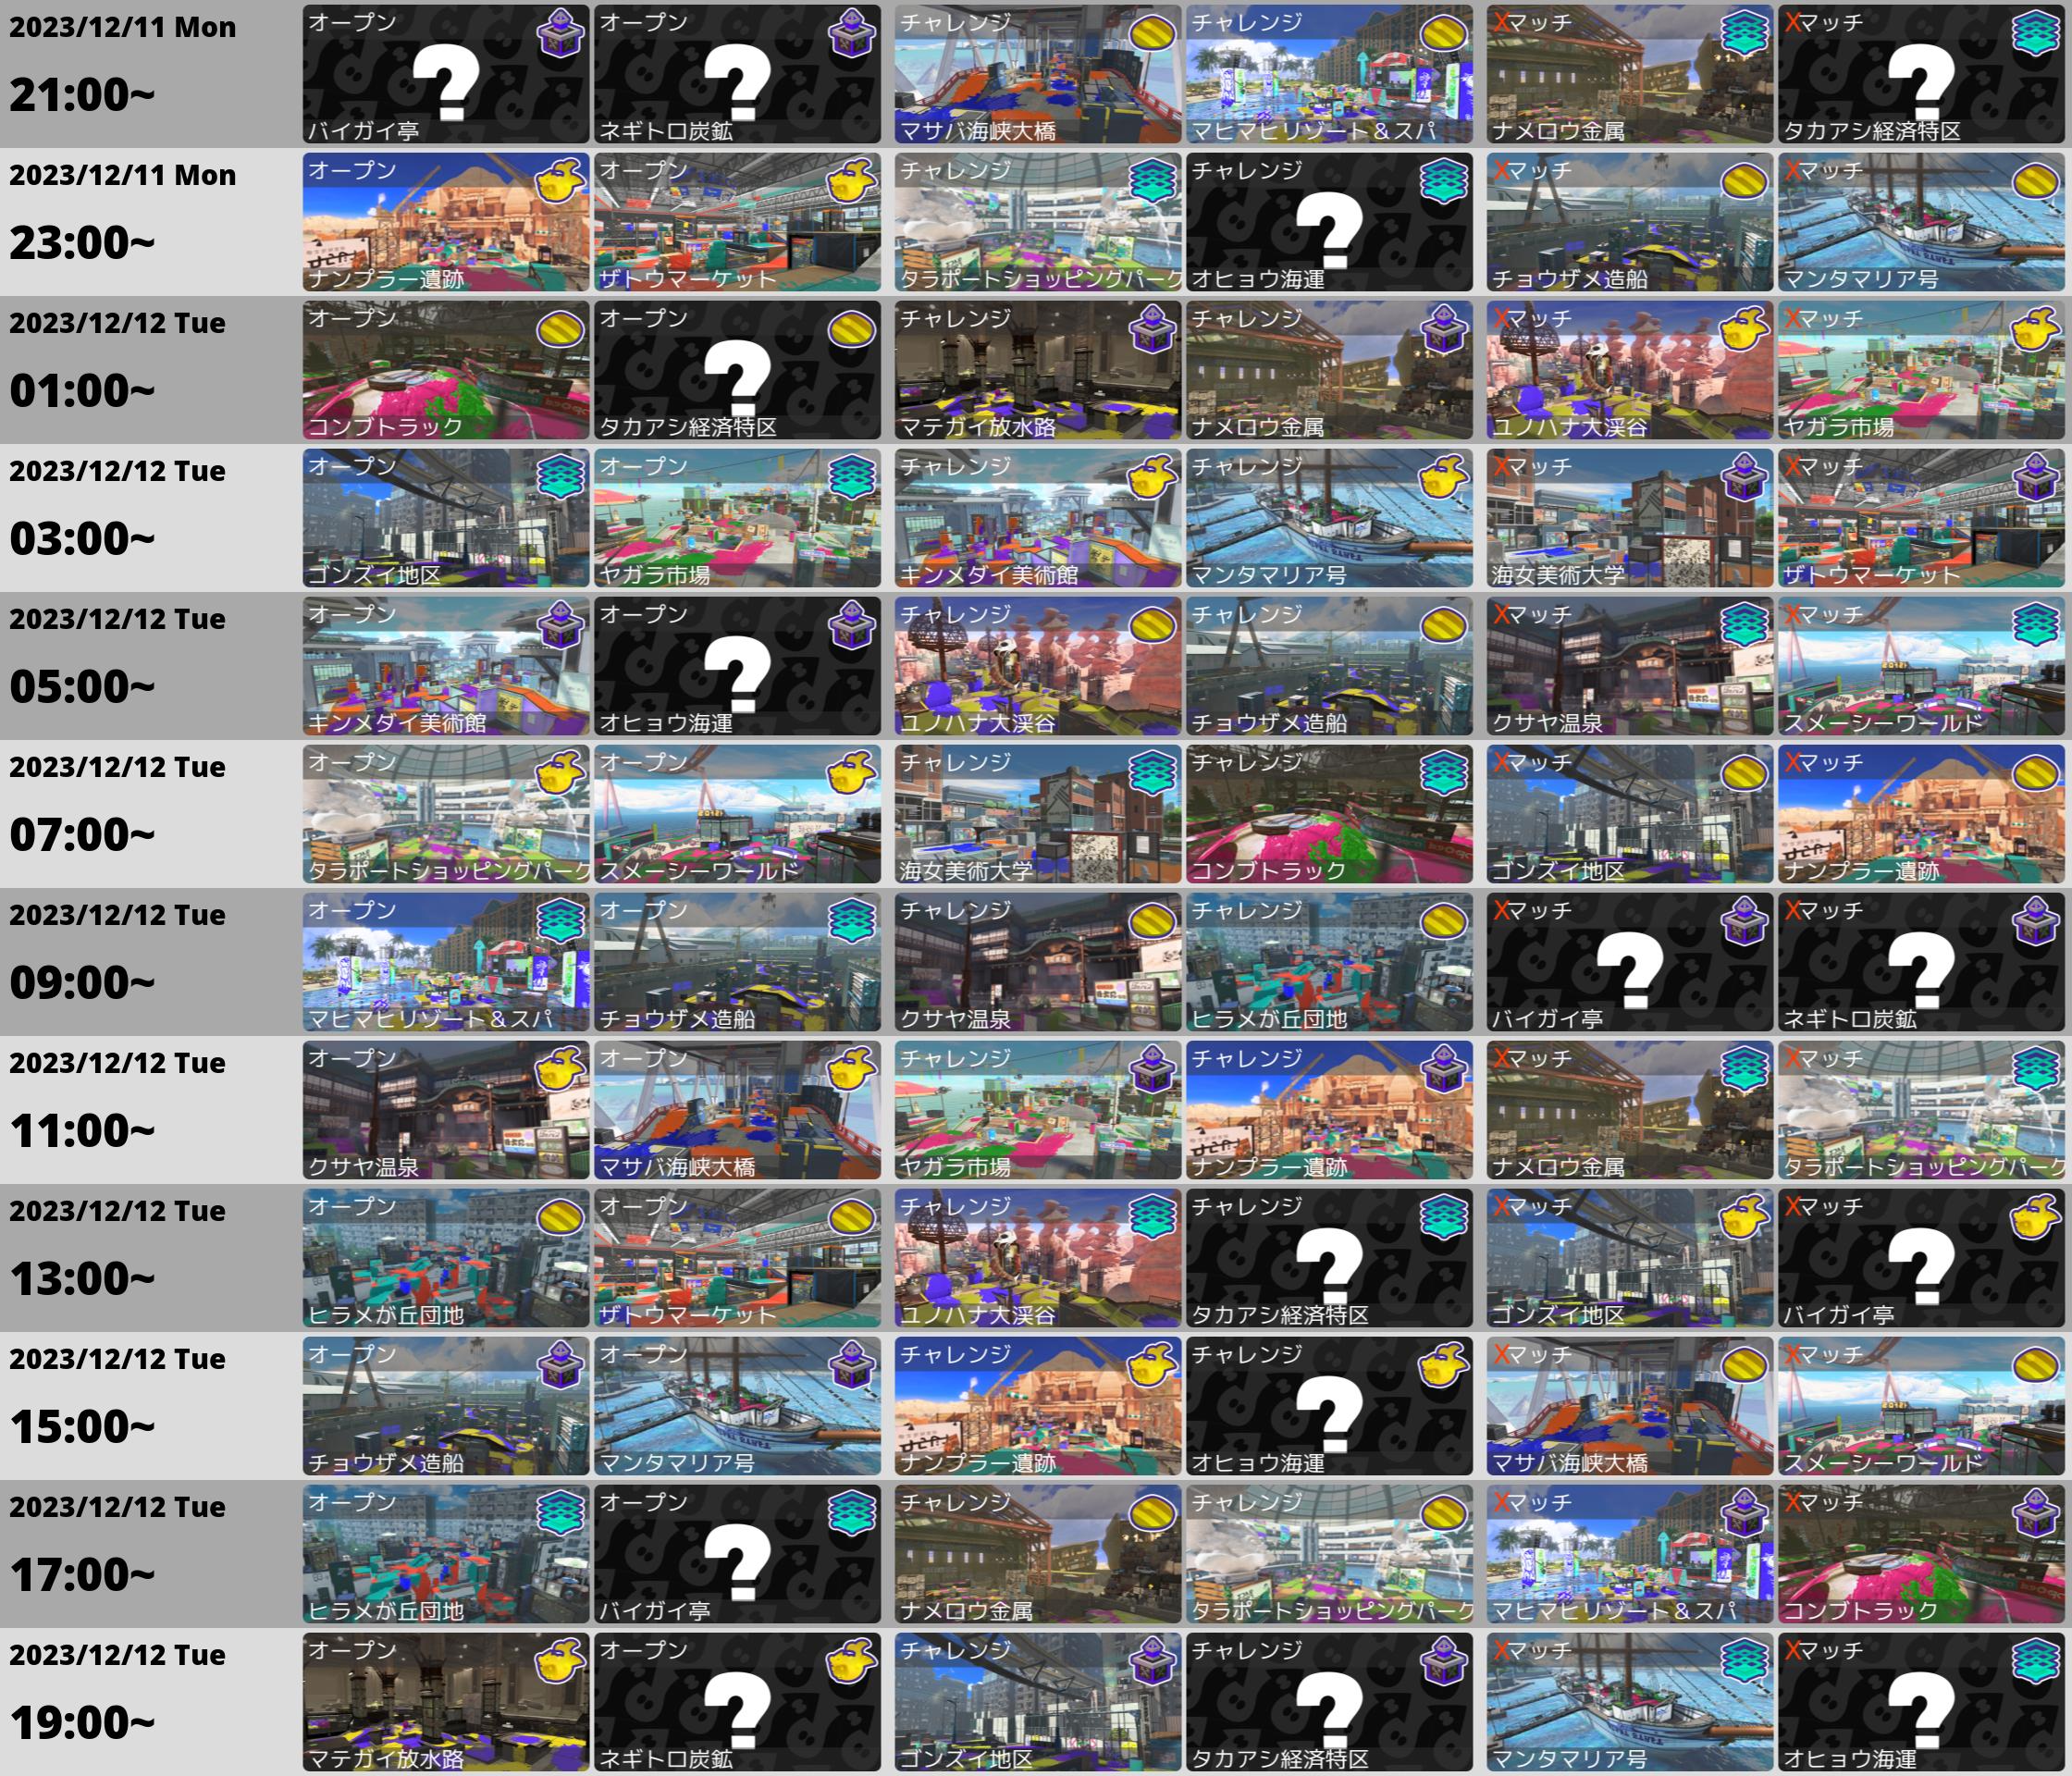 2023/12/11 Mon
21:00~
オープン オープン チャレンジ チャレンジ Xマッチ Xマッチ
バイガイ亭 ネギトロ炭鉱 マサバ海峡大橋 マヒマヒリゾート＆スパ ナメロウ金属 タカアシ経済特区
2023/12/11 Mon
23:00~
オープン オープン チャレンジ チャレンジ Xマッチ Xマッチ
ナンプラー遺跡 ザトウマーケット タラポートショッピングパーク オヒョウ海運 チョウザメ造船 マンタマリア号
2023/12/12 Tue
01:00~
オープン オープン チャレンジ チャレンジ Xマッチ Xマッチ
コンブトラック タカアシ経済特区 マテガイ放水路 ナメロウ金属 ユノハナ大渓谷 ヤガラ市場
2023/12/12 Tue
03:00~
オープン オープン チャレンジ チャレンジ Xマッチ Xマッチ
ゴンズイ地区 ヤガラ市場 キンメダイ美術館 マンタマリア号 海女美術大学 ザトウマーケット
2023/12/12 Tue
05:00~
オープン オープン チャレンジ チャレンジ Xマッチ Xマッチ
キンメダイ美術館 オヒョウ海運 ユノハナ大渓谷 チョウザメ造船 クサヤ温泉 スメーシーワールド
2023/12/12 Tue
07:00~
オープン オープン チャレンジ チャレンジ Xマッチ Xマッチ
タラポートショッピングパーク スメーシーワールド 海女美術大学 コンブトラック ゴンズイ地区 ナンプラー遺跡
2023/12/12 Tue
09:00~
オープン オープン チャレンジ チャレンジ Xマッチ Xマッチ
マヒマヒリゾート＆スパ チョウザメ造船 クサヤ温泉 ヒラメが丘団地 バイガイ亭 ネギトロ炭鉱
2023/12/12 Tue
11:00~
オープン オープン チャレンジ チャレンジ Xマッチ Xマッチ
クサヤ温泉 マサバ海峡大橋 ヤガラ市場 ナンプラー遺跡 ナメロウ金属 タラポートショッピングパーク
2023/12/12 Tue
13:00~
オープン オープン チャレンジ チャレンジ Xマッチ Xマッチ
ヒラメが丘団地 ザトウマーケット ユノハナ大渓谷 タカアシ経済特区 ゴンズイ地区 バイガイ亭
2023/12/12 Tue
15:00~
オープン オープン チャレンジ チャレンジ Xマッチ Xマッチ
チョウザメ造船 マンタマリア号 ナンプラー遺跡 オヒョウ海運 マサバ海峡大橋 スメーシーワールド
2023/12/12 Tue
17:00~
オープン オープン チャレンジ チャレンジ Xマッチ Xマッチ
ヒラメが丘団地 バイガイ亭 ナメロウ金属 タラポートショッピングパーク マヒマヒリゾート＆スパ コンブトラック
2023/12/12 Tue
19:00~
オープン オープン チャレンジ チャレンジ Xマッチ Xマッチ
マテガイ放水路 ネギトロ炭鉱 ゴンズイ地区 タカアシ経済特区 マンタマリア号 オヒョウ海運